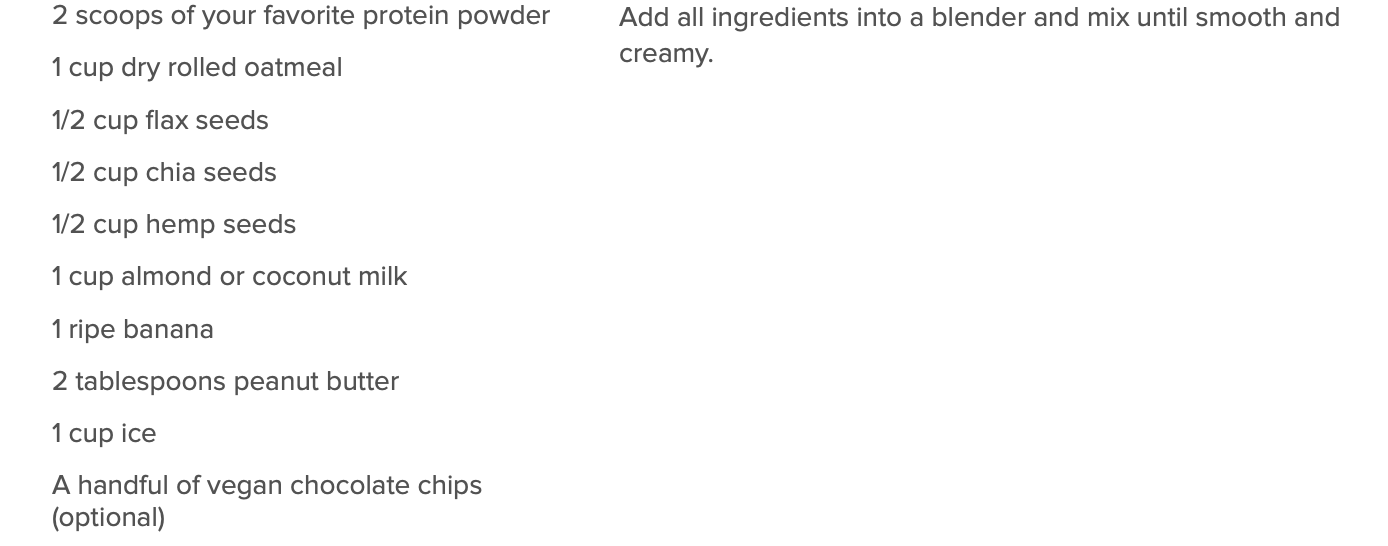 2 scoops of your favorite protein powder
1 cup dry rolled oatmeal
1/2 cup flax seeds
1/2 cup chia seeds
1/2 cup hemp seeds
1 cup almond or coconut milk
1 ripe banana
2 tablespoons peanut butter
1 cup ice
A handful of vegan chocolate chips
(optional)
Add all ingredients into a blender and mix until smooth and
creamy.